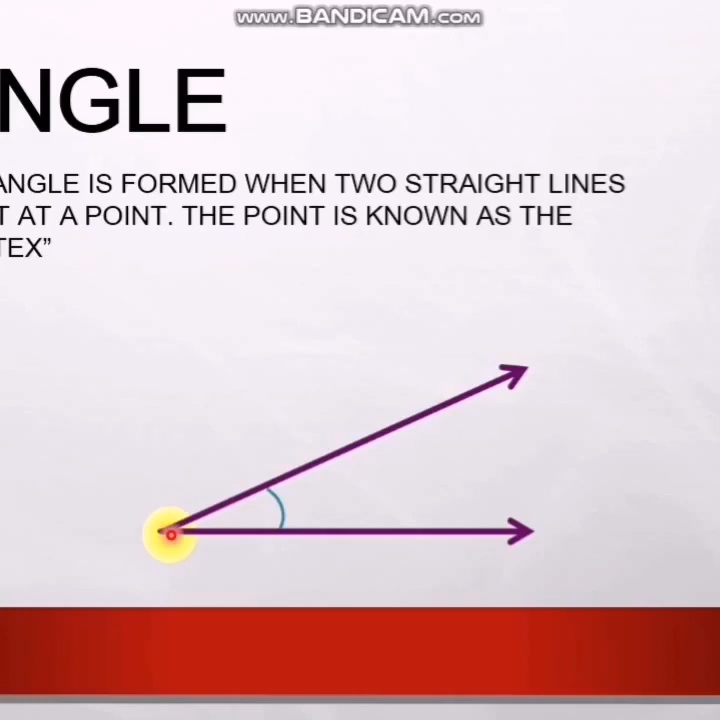 www.BANDICAM.com
NGLE
ANGLE IS FORMED WHEN TWO STRAIGHT LINES
T AT A POINT. THE POINT IS KNOWN AS THE
TEX”